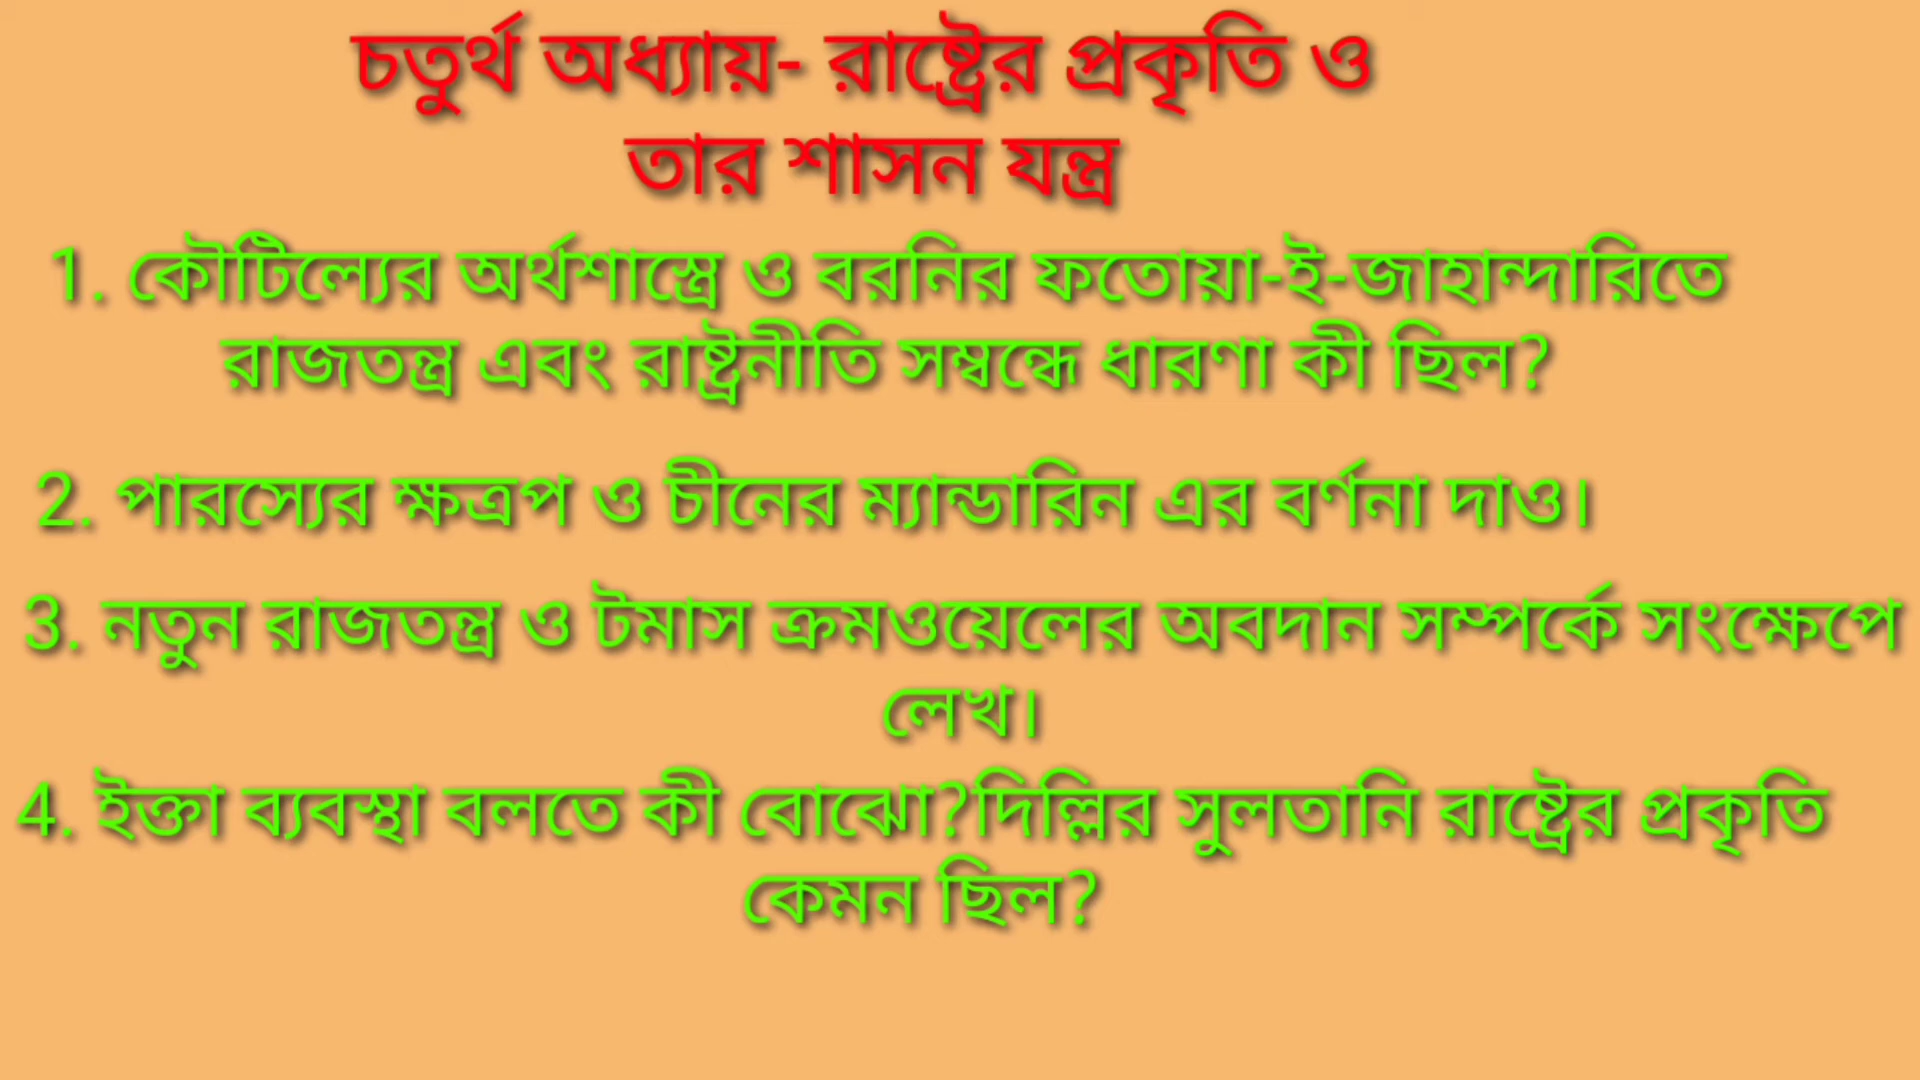 চতুর্থ অধ্যায়- রাষ্ট্রের প্রকৃতি ও
তার শাসন যন্ত্র
1. কৌটিল্যের অর্থশাস্ত্রে ও বরনির ফতোয়া-ই-জাহান্দারিতে
রাজতন্ত্র এবং রাষ্ট্রনীতি সম্বন্ধে ধারণা কী ছিল?
2. পারস্যের ক্ষত্রপ ও চীনের ম্যান্ডারিন এর বর্ণনা দাও।
3. নতুন রাজতন্ত্র ও টমাস ক্রমওয়েলের অবদান সম্পর্কে সংক্ষেপে
লেখ।
4. ইক্তা ব্যবস্থা বলতে কী বোঝো?দিল্লির সুলতানি রাষ্ট্রের প্রকৃতি
কেমন ছিল?